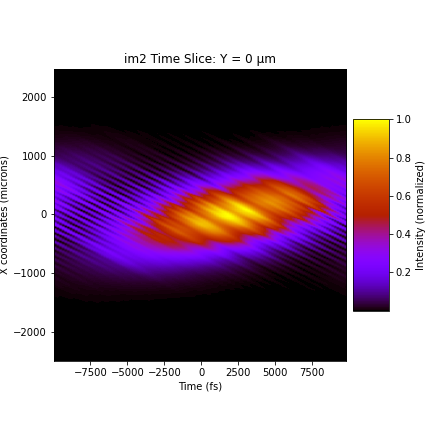 im2 Time Slice: Y = 0 μm
X coordinates (microns)
2000
1000
0
−1000
−2000
−7500 −5000 −2500 0 2500 5000 7500
Time (fs)
1.0
0.8
0.6
0.4
0.2
Intensity (normalized)